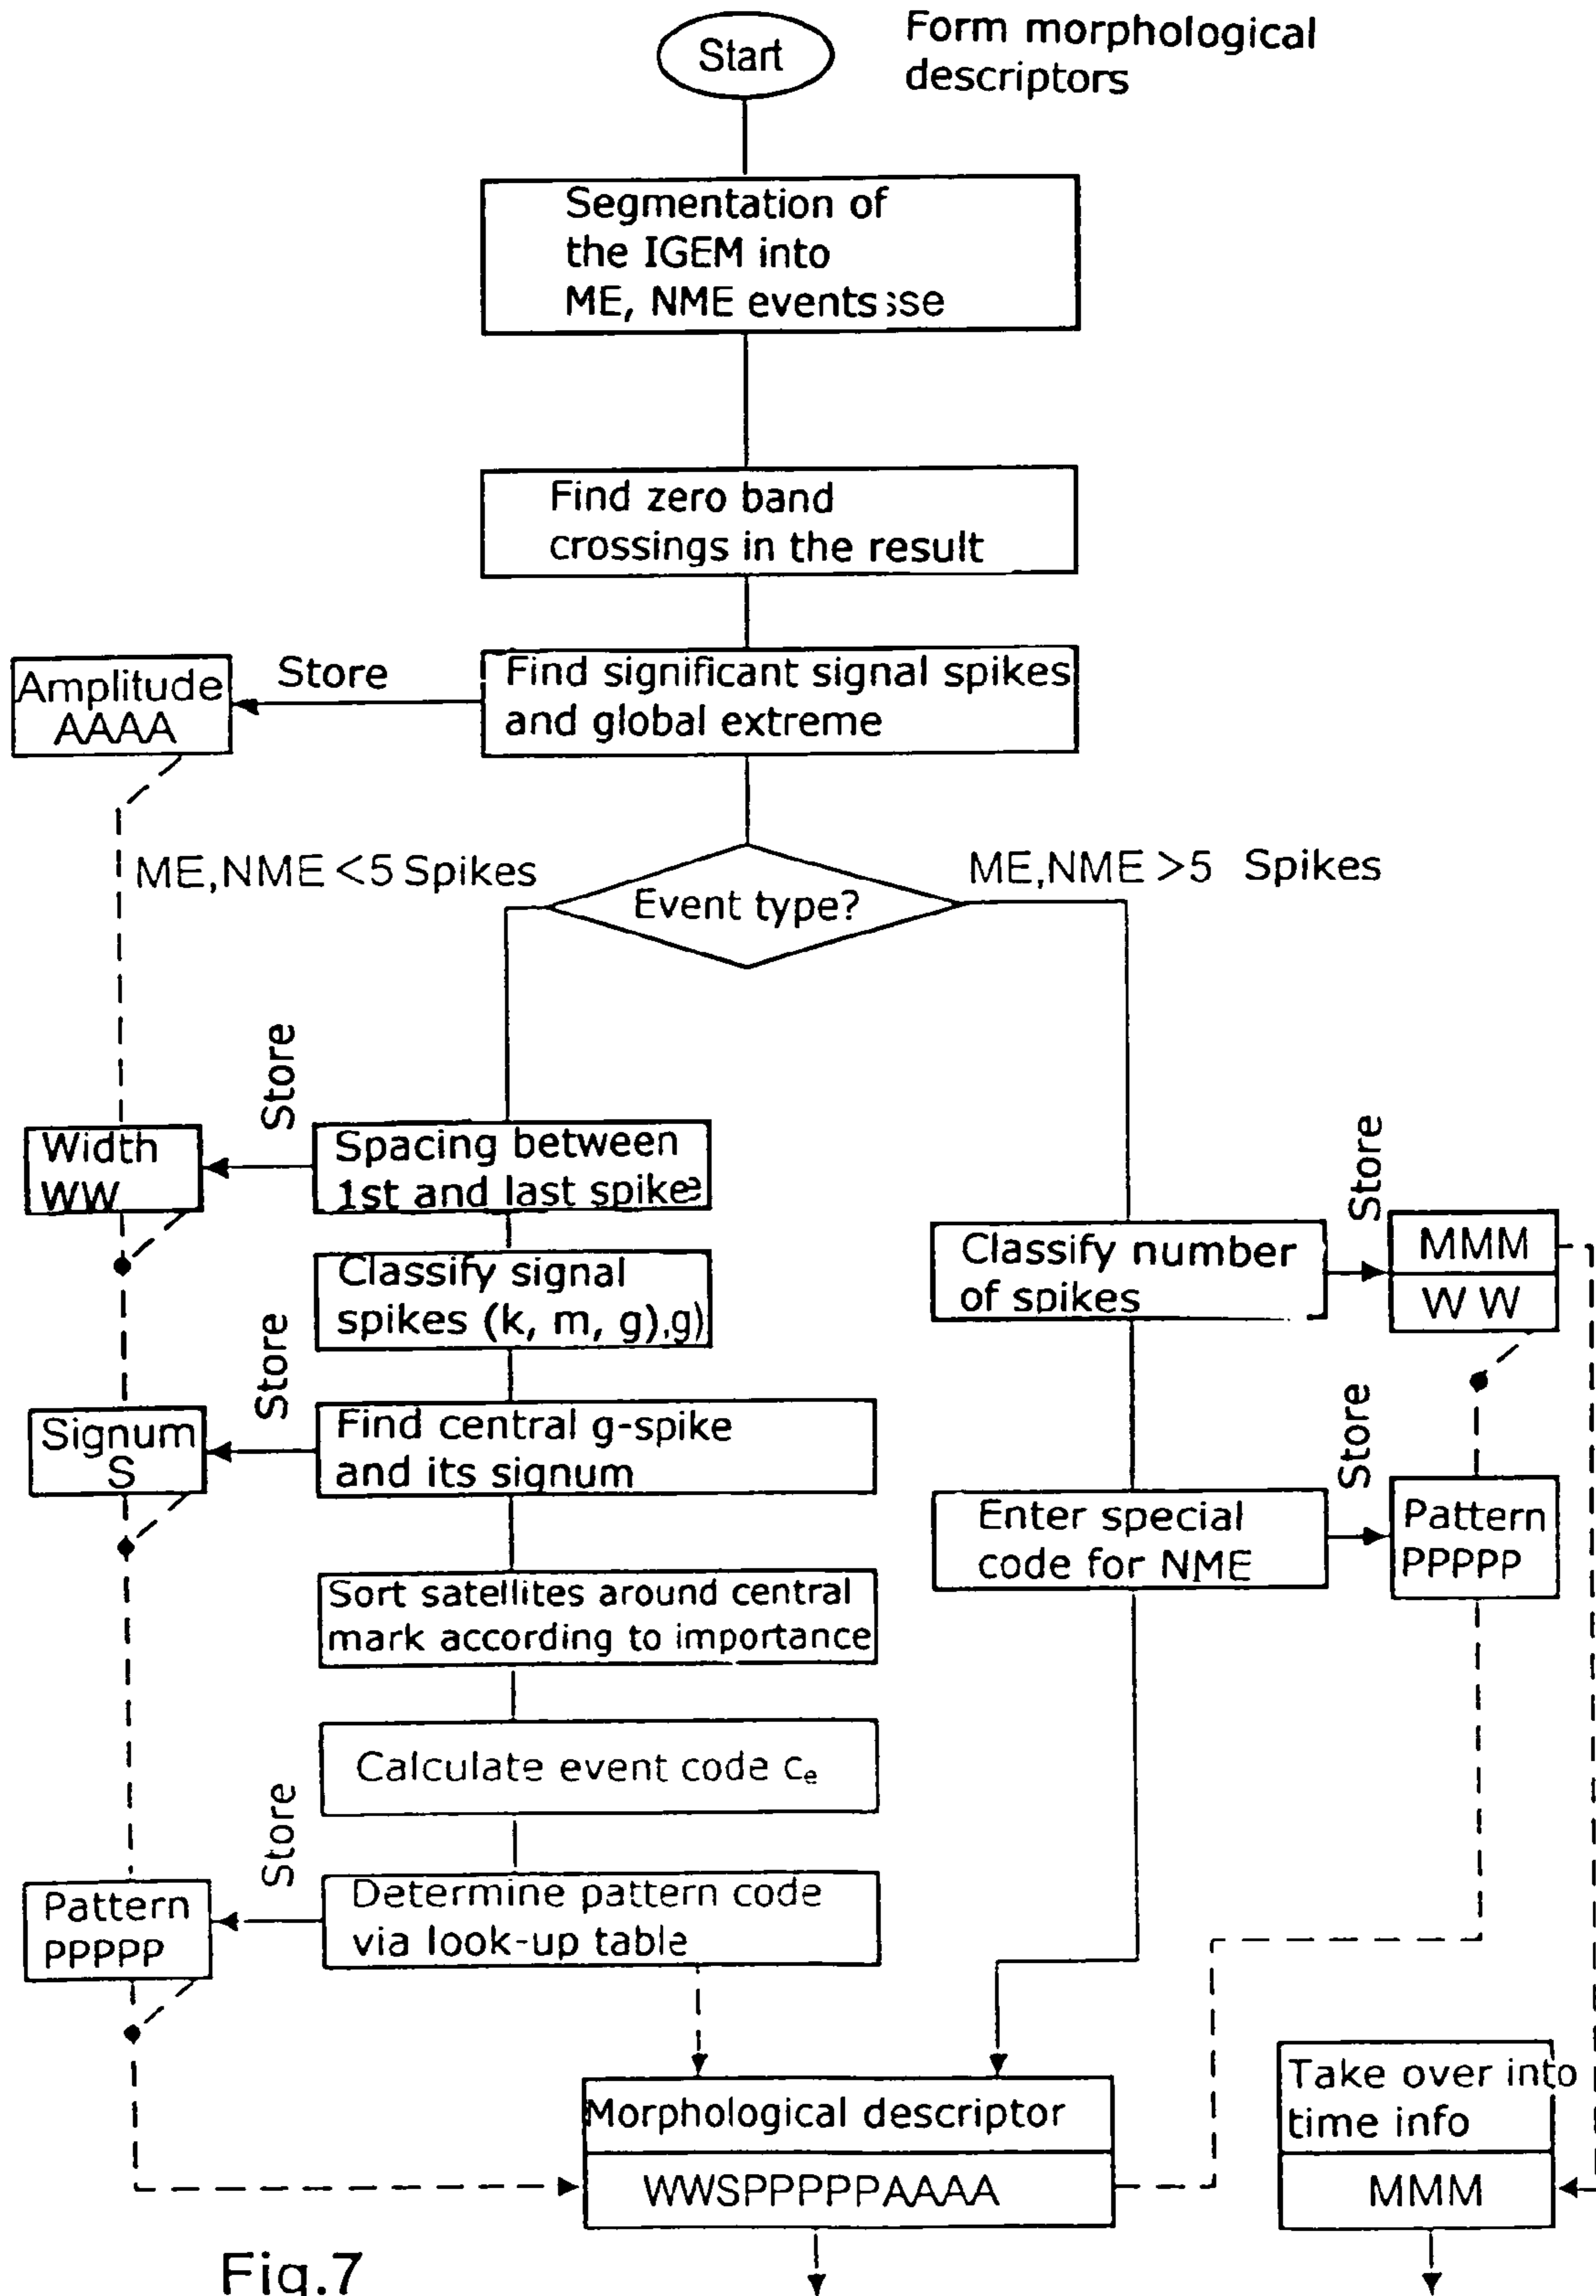 Start
Form morphological
descriptors
Segmentation of
the IGEM into
ME, NME events sse
Find zero band
crossings in the result
Amplitude
AAAA
Store
Find significant signal spikes
and global extreme
ME,NME <5 Spikes
Event type?
ME,NME >5 Spikes
Store
Width
WW
Spacing between
1st and last spike
Classify signal
spikes (k, m, g),g)
Store
Classify number
of spikes
MMM
WW
Store
Signum
S
Find central g-spike
and its signum
Store
Enter special
code for NME
Pattern
PPPPP
Sort satellites around central
mark according to importance
Calculate event code ce
Store
Pattern
PPPPP
Determine pattern code
via look-up table
Morphological descriptor
WWSPPPPPAAAA
Take over into
time info
MMM
Fig.7